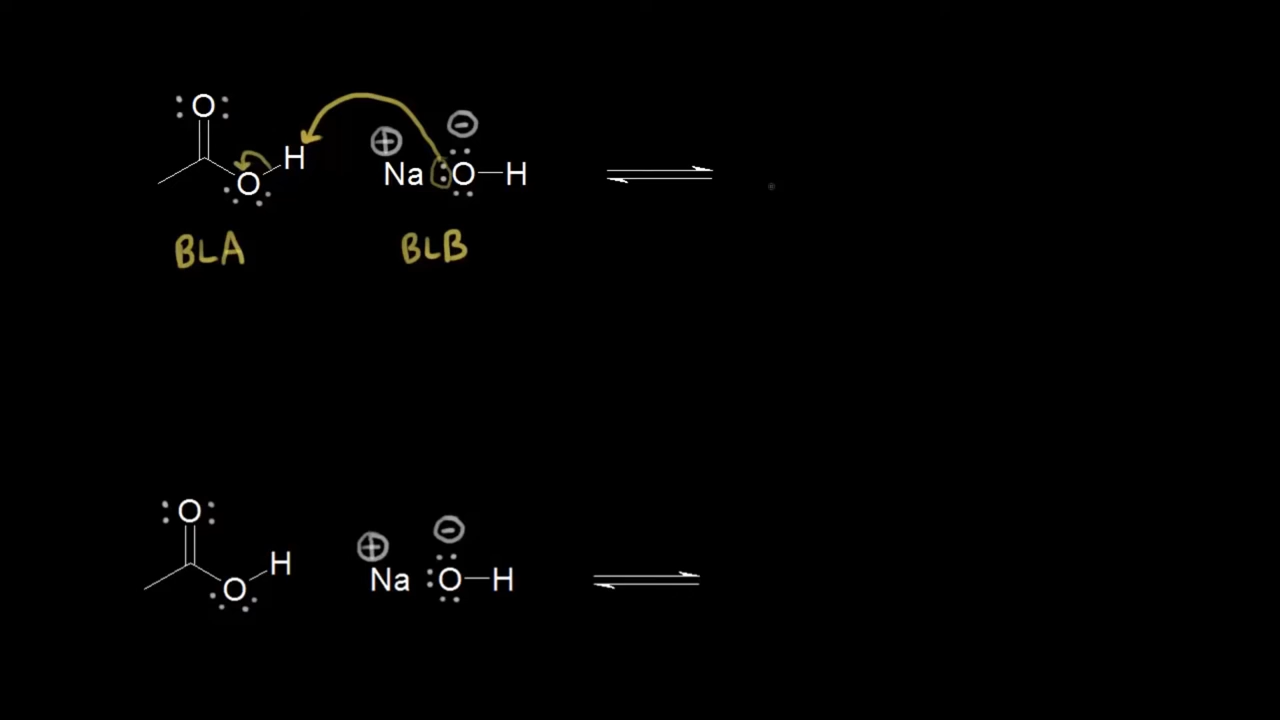 :O:
H
⊕ ⊖
O
Na :O—H
BLA BLB
:O:
H
⊕ ⊖
O
Na :O—H